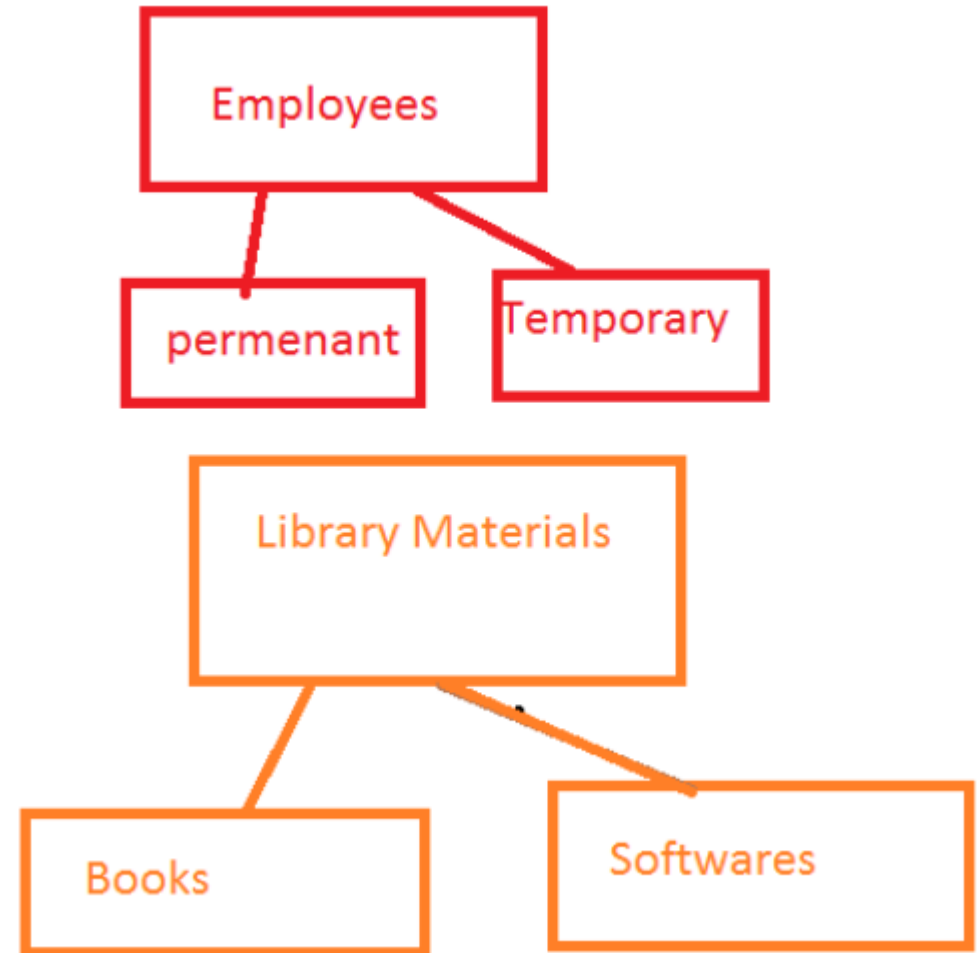 Employees
permenant
Temporary
Library Materials
Books
Softwares